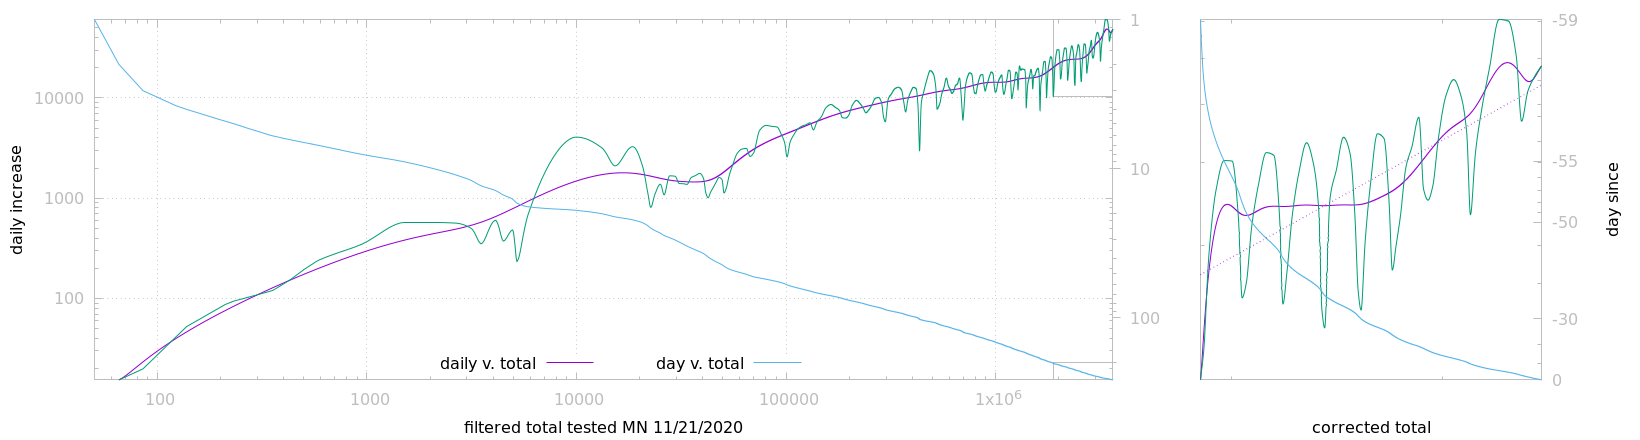 daily increase
10000
1000
100
100
1000
10000
100000
1x10⁶
1
10
100
daily v. total
day v. total
filtered total tested MN 11/21/2020
-59
-55
-50
-30
0
day since
corrected total